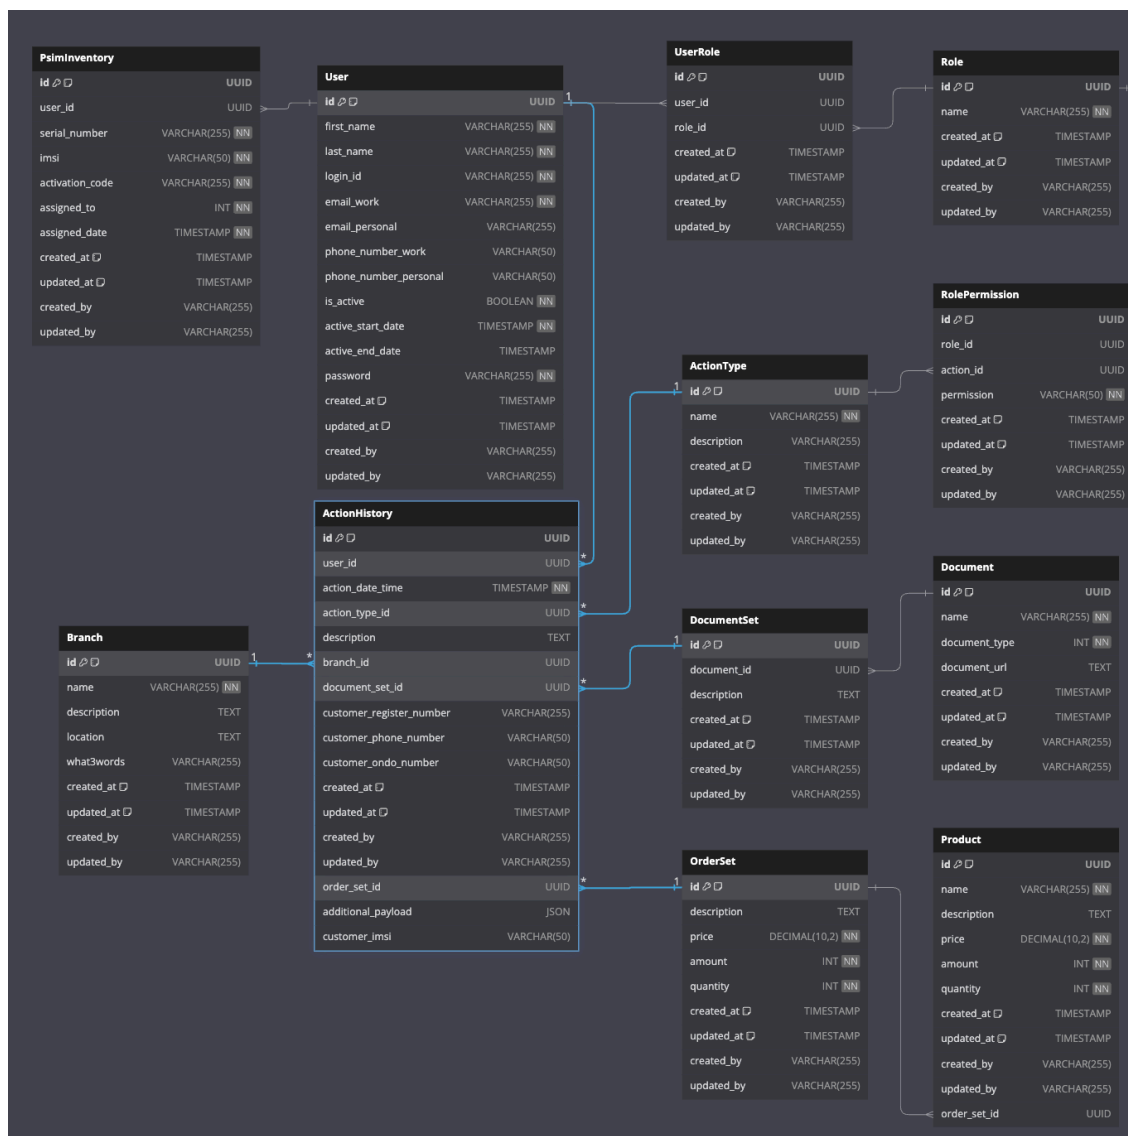 PsimInventory
id UUID
user_id UUID
serial_number VARCHAR(255) NN
imsi VARCHAR(50) NN
activation_code VARCHAR(255) NN
assigned_to INT NN
assigned_date TIMESTAMP NN
created_at TIMESTAMP
updated_at TIMESTAMP
created_by VARCHAR(255)
updated_by VARCHAR(255)
User
id UUID 1
first_name VARCHAR(255) NN
last_name VARCHAR(255) NN
login_id VARCHAR(255) NN
email_work VARCHAR(255) NN
email_personal VARCHAR(255)
phone_number_work VARCHAR(50)
phone_number_personal VARCHAR(50)
is_active BOOLEAN NN
active_start_date TIMESTAMP NN
active_end_date TIMESTAMP
password VARCHAR(255) NN
created_at TIMESTAMP
updated_at TIMESTAMP
created_by VARCHAR(255)
updated_by VARCHAR(255)
UserRole
id UUID
user_id UUID
role_id UUID
created_at TIMESTAMP
updated_at TIMESTAMP
created_by VARCHAR(255)
updated_by VARCHAR(255)
Role
id UUID
name VARCHAR(255) NN
created_at TIMESTAMP
updated_at TIMESTAMP
created_by VARCHAR(255)
updated_by VARCHAR(255)
RolePermission
id UUID
role_id UUID
action_id UUID
permission VARCHAR(50) NN
created_at TIMESTAMP
updated_at TIMESTAMP
created_by VARCHAR(255)
updated_by VARCHAR(255)
ActionType
1 id UUID
name VARCHAR(255) NN
description VARCHAR(255)
created_at TIMESTAMP
updated_at TIMESTAMP
created_by VARCHAR(255)
updated_by VARCHAR(255)
ActionHistory
id UUID
user_id UUID *
action_date_time TIMESTAMP NN
action_type_id UUID *
description TEXT
* branch_id UUID
document_set_id UUID *
customer_register_number VARCHAR(255)
customer_phone_number VARCHAR(50)
customer_ondo_number VARCHAR(50)
created_at TIMESTAMP
updated_at TIMESTAMP
created_by VARCHAR(255)
updated_by VARCHAR(255)
order_set_id UUID *
additional_payload JSON
customer_imsi VARCHAR(50)
Branch
id UUID 1
name VARCHAR(255) NN
description TEXT
location TEXT
what3words VARCHAR(255)
created_at TIMESTAMP
updated_at TIMESTAMP
created_by VARCHAR(255)
updated_by VARCHAR(255)
DocumentSet
1 id UUID
document_id UUID
description TEXT
created_at TIMESTAMP
updated_at TIMESTAMP
created_by VARCHAR(255)
updated_by VARCHAR(255)
Document
id UUID
name VARCHAR(255) NN
document_type INT NN
document_url TEXT
created_at TIMESTAMP
updated_at TIMESTAMP
created_by VARCHAR(255)
updated_by VARCHAR(255)
OrderSet
1 id UUID
description TEXT
price DECIMAL(10,2) NN
amount INT NN
quantity INT NN
created_at TIMESTAMP
updated_at TIMESTAMP
created_by VARCHAR(255)
updated_by VARCHAR(255)
Product
id UUID
name VARCHAR(255) NN
description TEXT
price DECIMAL(10,2) NN
amount INT NN
quantity INT NN
created_at TIMESTAMP
updated_at TIMESTAMP
created_by VARCHAR(255)
updated_by VARCHAR(255)
order_set_id UUID